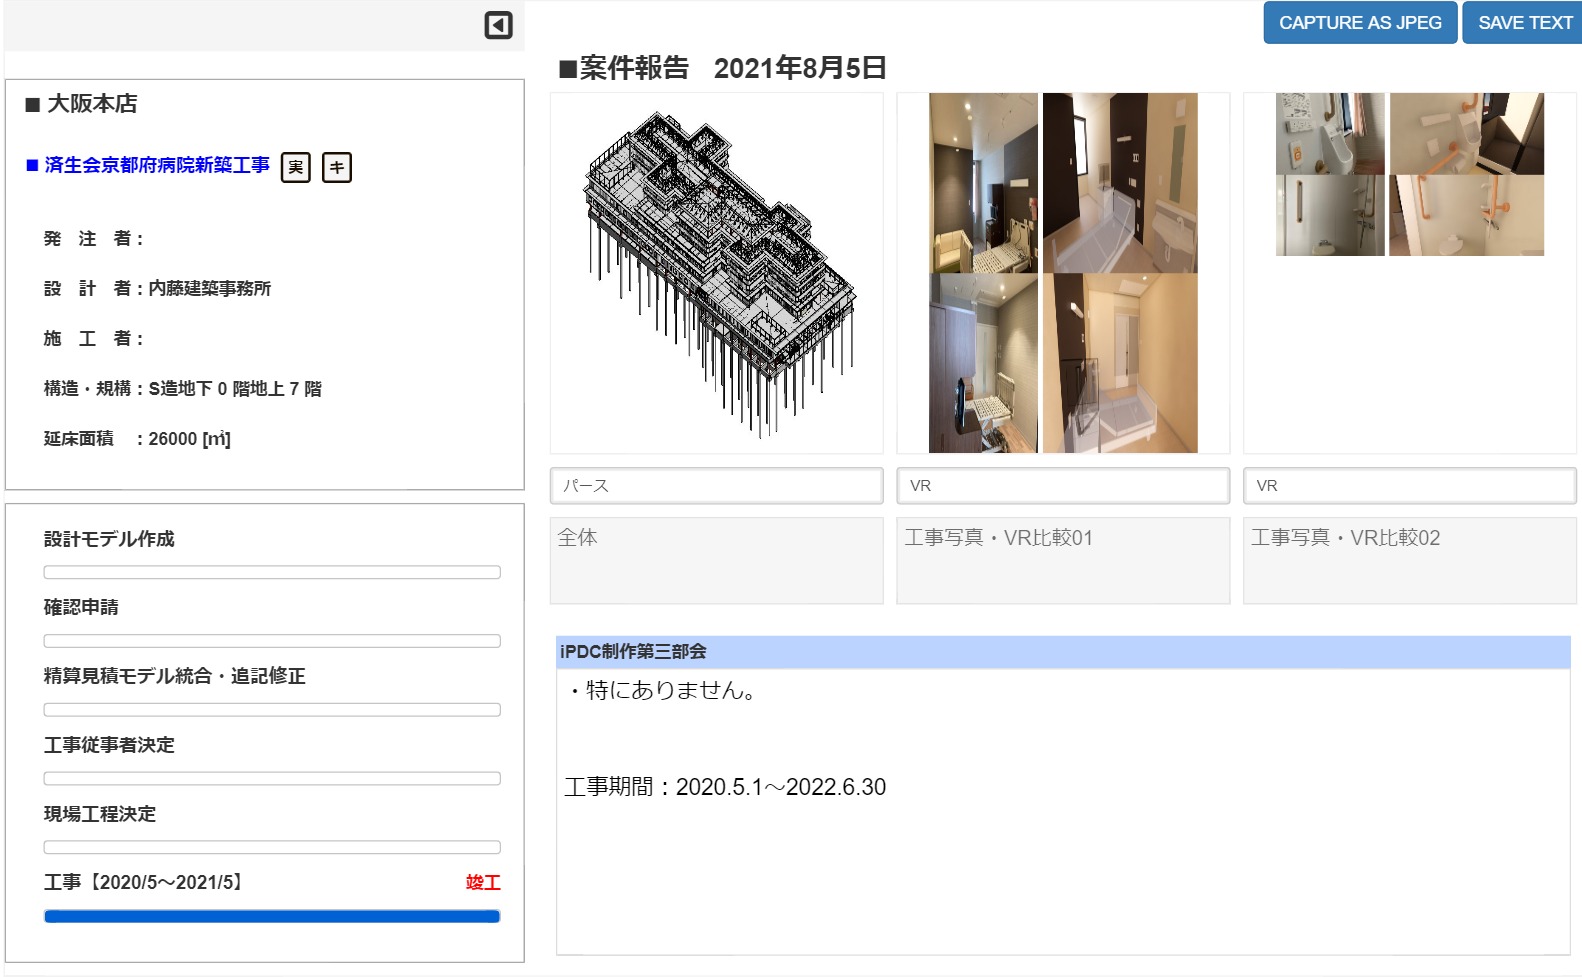 CAPTURE AS JPEG
SAVE TEXT
■ 大阪本店
■ 済生会京都府病院新築工事 実 キ
発 注 者：
設 計 者：内藤建築事務所
施 工 者：
構造・規構：S造地下 0 階地上 7 階
延床面積 ：26000 [㎡]
設計モデル作成
確認申請
精算見積モデル統合・追記修正
工事従事者決定
現場工程決定
工事【2020/5～2021/5】 竣工
■案件報告 2021年8月5日
パース
VR
VR
全体
工事写真・VR比較01
工事写真・VR比較02
iPDC制作第三部会
・特にありません。
工事期間：2020.5.1～2022.6.30